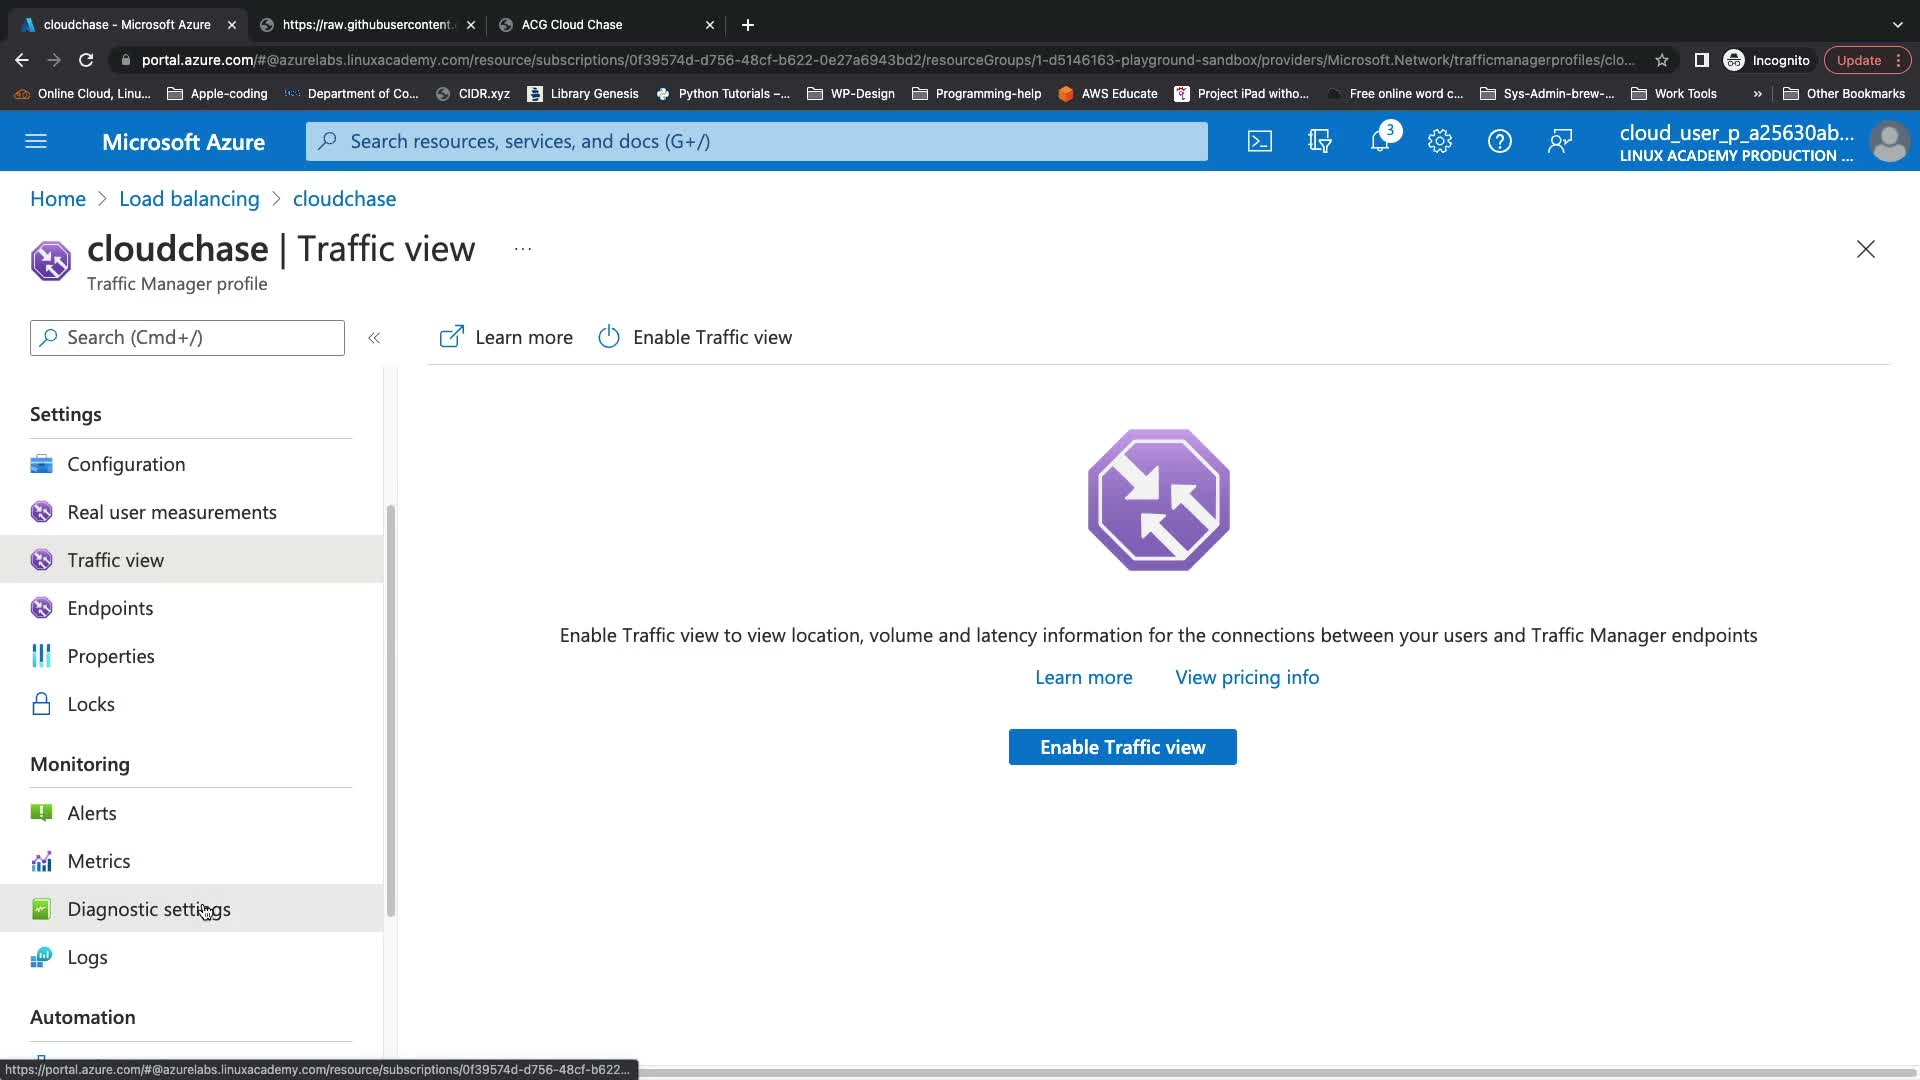 cloudchase - Microsoft Azure
https://raw.githubusercontent.
ACG Cloud Chase
portal.azure.com/#@azurelabs.linuxacademy.com/resource/subscriptions/0f39574d-d756-48cf-b622-0e27a6943bd2/resourceGroups/1-d5146163-playground-sandbox/providers/Microsoft.Network/trafficmanagerprofiles/clo...
Incognito
Update
Online Cloud, Linu...
Apple-coding
Department of Co...
CIDR.xyz
Library Genesis
Python Tutorials –...
WP-Design
Programming-help
AWS Educate
Project iPad witho...
Free online word c...
Sys-Admin-brew-...
Work Tools
»
Other Bookmarks
Microsoft Azure
Search resources, services, and docs (G+/)
3
cloud_user_p_a25630ab...
LINUX ACADEMY PRODUCTION ...
Home > Load balancing > cloudchase
cloudchase | Traffic view ...
Traffic Manager profile
Search (Cmd+/)
«
Learn more
Enable Traffic view
Settings
Configuration
Real user measurements
Traffic view
Endpoints
Properties
Locks
Monitoring
Alerts
Metrics
Diagnostic settings
Logs
Automation
Enable Traffic view to view location, volume and latency information for the connections between your users and Traffic Manager endpoints
Learn more
View pricing info
Enable Traffic view
https://portal.azure.com/#@azurelabs.linuxacademy.com/resource/subscriptions/0f39574d-d756-48cf-b622...